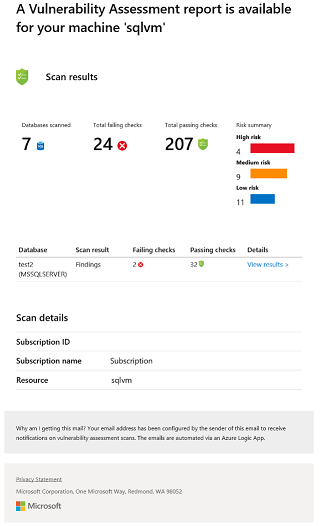 A Vulnerability Assessment report is available
for your machine 'sqlvm'
Scan results
Databases scanned Total failing checks Total passing checks Risk summary
7 24 207
High risk
4
Medium risk
9
Low risk
11
Database Scan result Failing checks Passing checks Details
test2 Findings 2 32 View results >
(MSSQLSERVER)
Scan details
Subscription ID
Subscription name Subscription
Resource sqlvm
Why am I getting this mail? Your email address has been configured by the sender of this email to receive
notifications on vulnerability assessment scans. The emails are automated via an Azure Logic App.
Privacy Statement
Microsoft Corporation, One Microsoft Way, Redmond, WA 98052
Microsoft